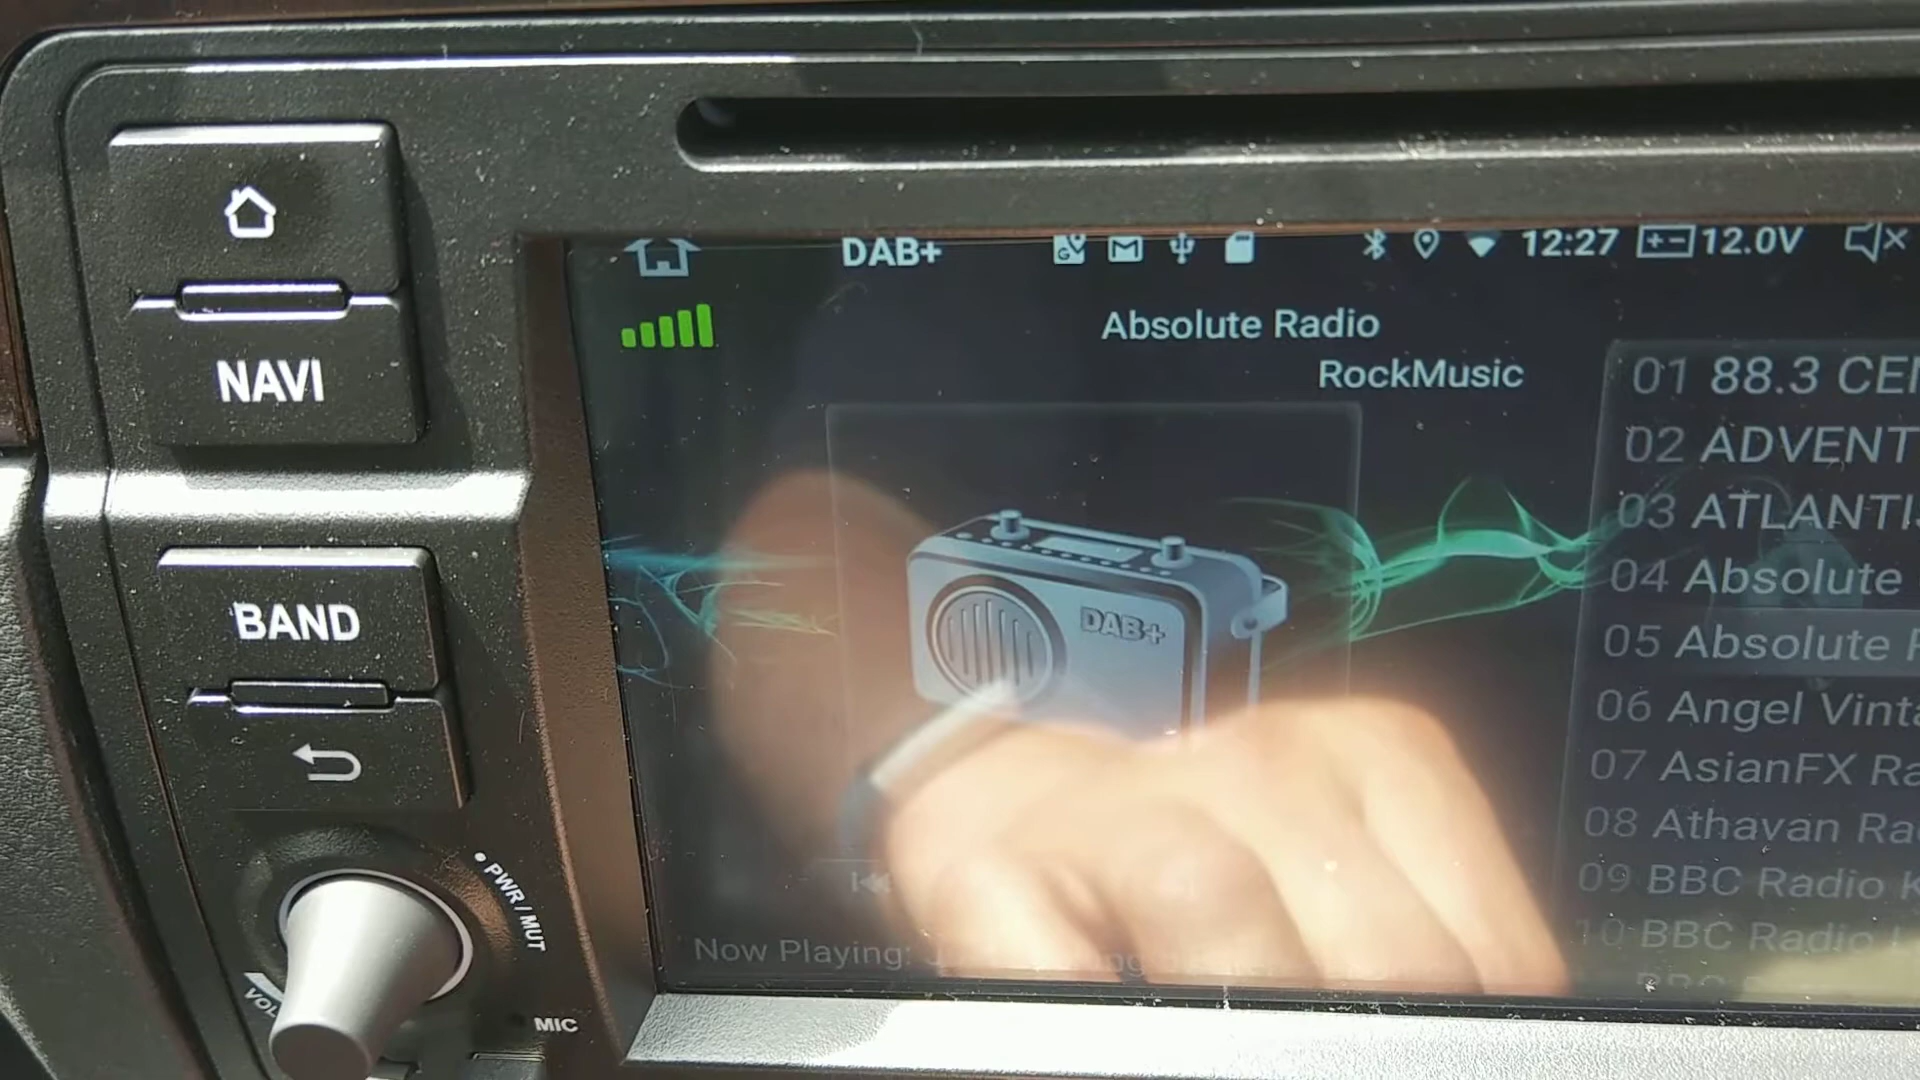 NAVI
BAND
PWR / MUT
VOL
MIC
DAB+
12:27
12.0V
Absolute Radio
RockMusic
DAB+
01 88.3
02 ADVENT
03 ATLANTI
04 Absolute
05 Absolute
06 Angel Vinta
07 AsianFX Ra
08 Athavan Ra
09 BBC Radio
10 BBC Radio
Now Playing: